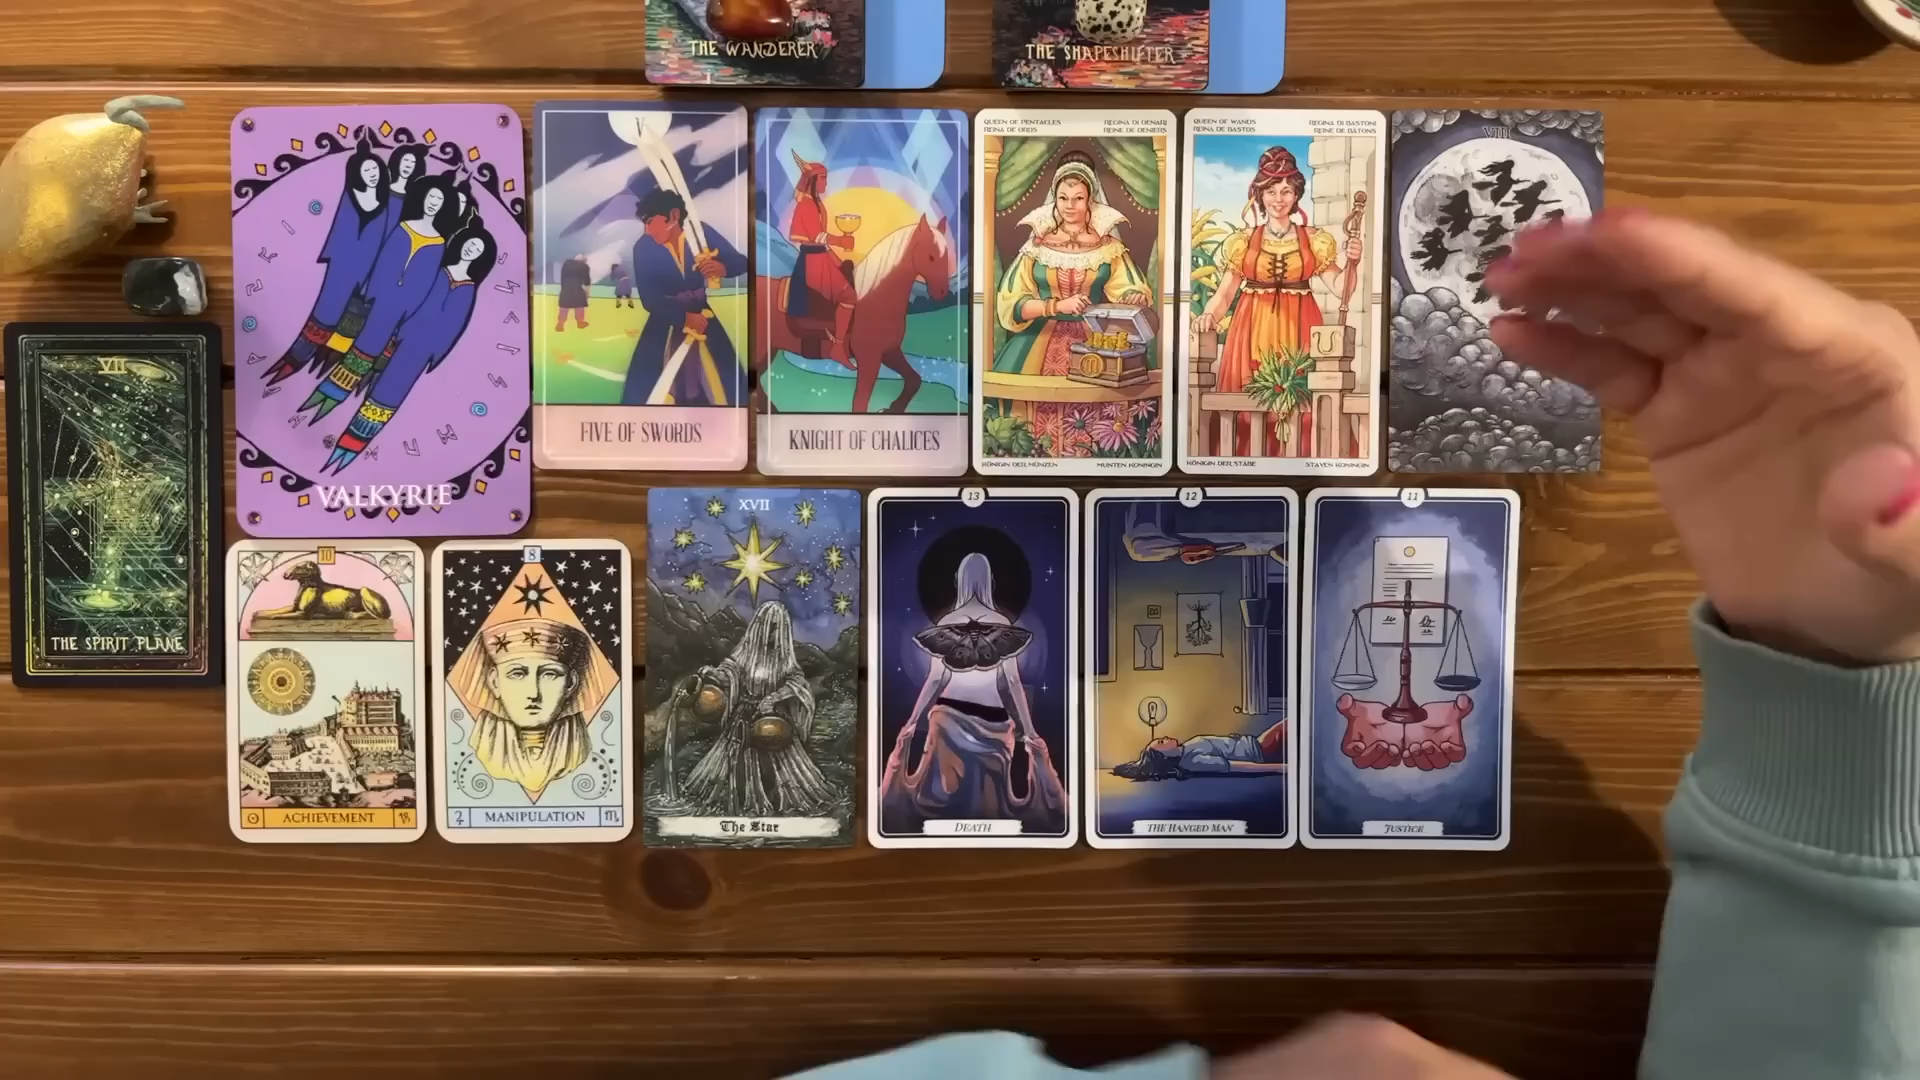 THE WANDERER
THE SHAPESHIFTER
VII
THE SPIRIT PLANE
VALKYRIE
FIVE OF SWORDS
KNIGHT OF CHALICES
QUEEN OF PENTACLES
REGINA DI DENARI
REINA DE OROS
REINE DE DENIERS
KÖNIGIN DER MÜNZEN
MUNTEN KONINGIN
QUEEN OF WANDS
REGINA DI BASTONI
REINA DE BASTOS
REINE DE BÂTONS
KÖNIGIN DER STÄBE
STAVEN KONINGIN
VIII
10
ACHIEVEMENT
8
MANIPULATION
XVII
The Star
13
DEATH
12
THE HANGED MAN
11
JUSTICE